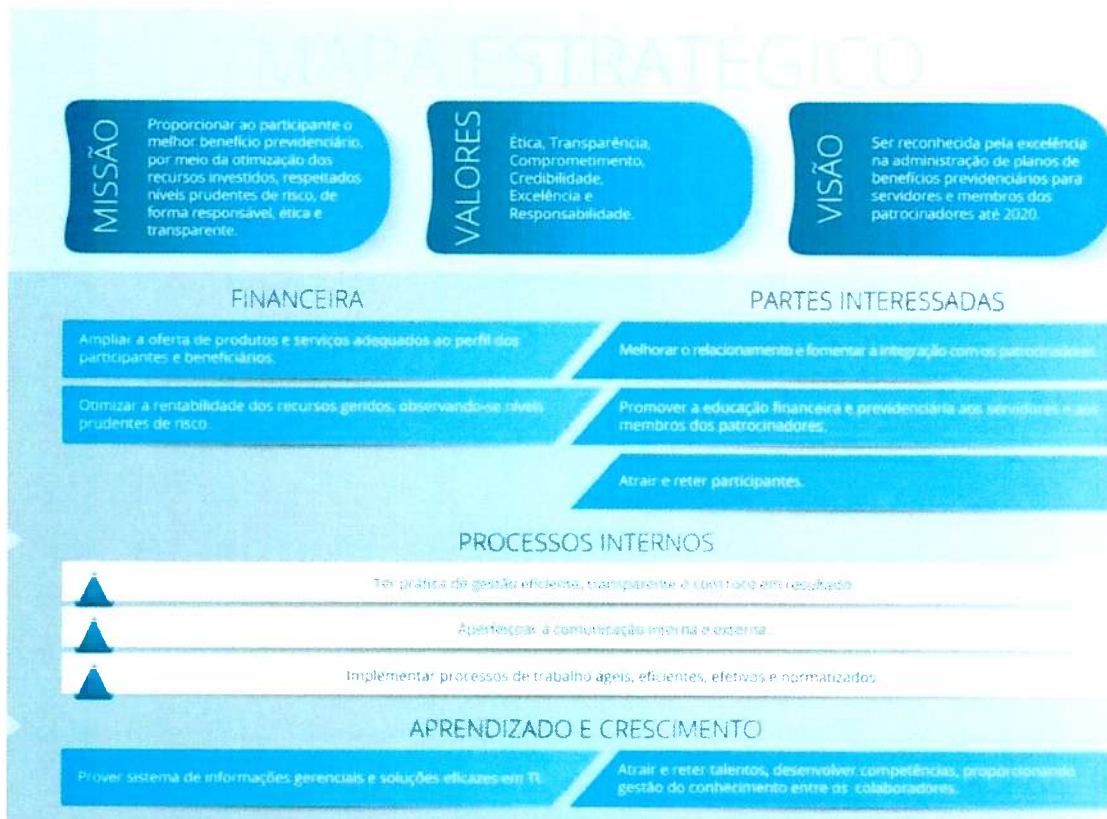 MAPA ESTRATÉGICO
MISSÃO
Proporcionar ao participante o
melhor benefício previdenciário,
por meio da otimização dos
recursos investidos, respeitados
níveis prudentes de risco, de
forma responsável, ética e
transparente.
VALORES
Ética, Transparência,
Comprometimento,
Credibilidade,
Excelência e
Responsabilidade.
VISÃO
Ser reconhecida pela excelência
na administração de planos de
benefícios previdenciários para
servidores e membros dos
patrocinadores até 2020.
FINANCEIRA
Ampliar a oferta de produtos e serviços adequados ao perfil dos
participantes e beneficiários.
Otimizar a rentabilidade dos recursos geridos, observando-se níveis
prudentes de risco.
PARTES INTERESSADAS
Melhorar o relacionamento e fomentar a integração com os patrocinadores.
Promover a educação financeira e previdenciária aos servidores e aos
membros dos patrocinadores.
Atrair e reter participantes.
PROCESSOS INTERNOS
Ter prática de gestão eficiente, transparente e com foco em resultado
Aperfeiçoar a comunicação interna e externa.
Implementar processos de trabalho ágeis, eficientes, efetivos e normatizados
APRENDIZADO E CRESCIMENTO
Prover sistema de informações gerenciais e soluções eficazes em TI.
Atrair e reter talentos, desenvolver competências, proporcionando
gestão do conhecimento entre os colaboradores.